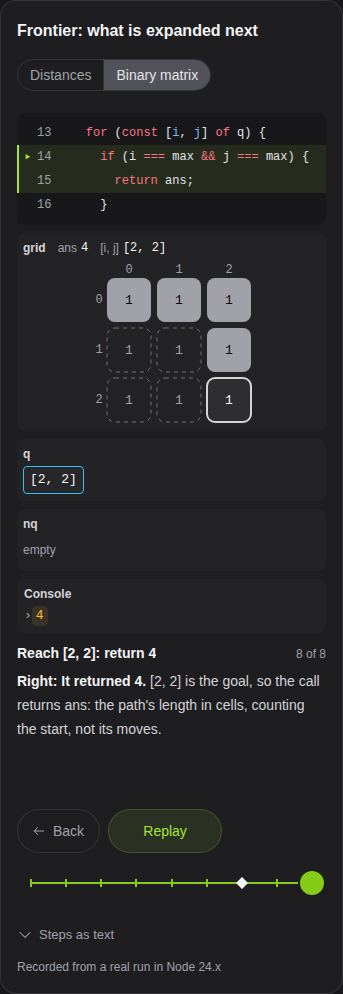 Frontier: what is expanded next
Distances Binary matrix
13 for (const [i, j] of q) {
14 if (i === max && j === max) {
15 return ans;
16 }
grid ans 4 [i, j] [2, 2]
0 1 2
0 1 1 1
1 1 1 1
2 1 1 1
q
[2, 2]
nq
empty
Console
› 4
Reach [2, 2]: return 4 8 of 8
Right: It returned 4. [2, 2] is the goal, so the call
returns ans: the path's length in cells, counting
the start, not its moves.
← Back Replay
Steps as text
Recorded from a real run in Node 24.x